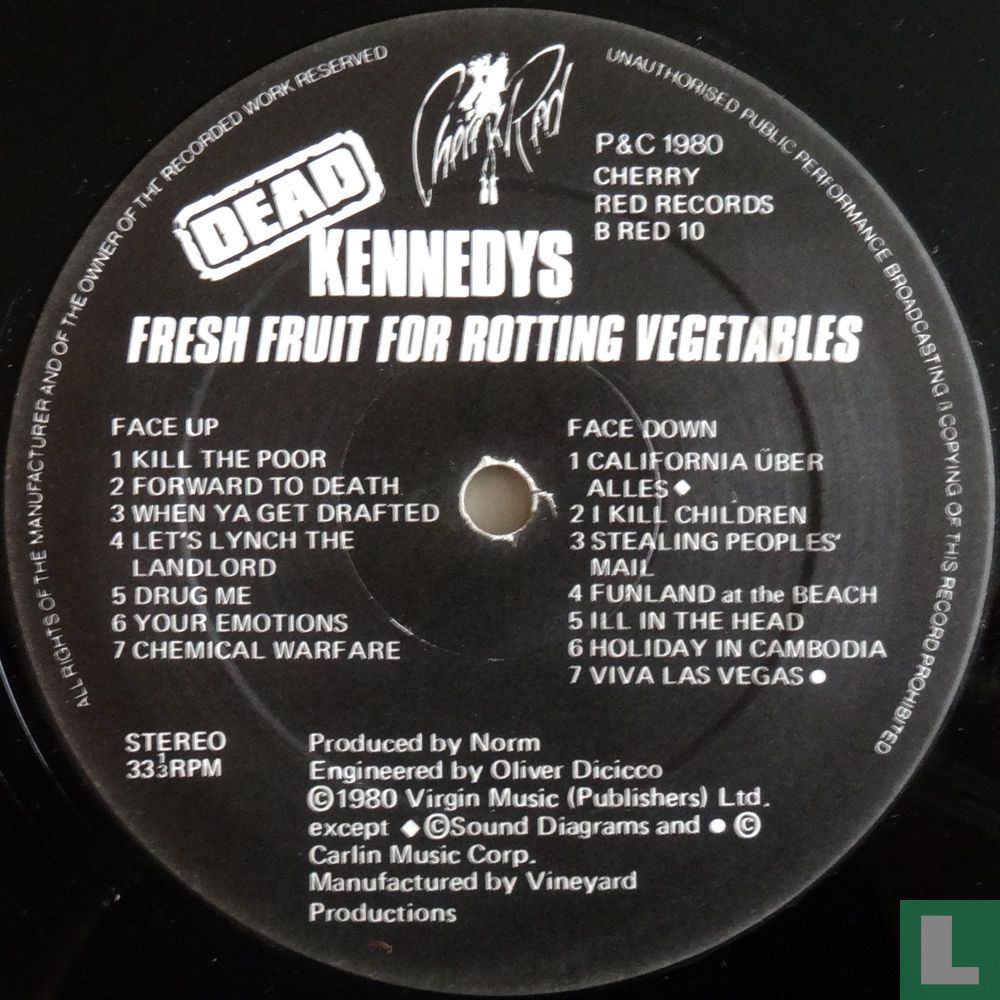 ALL RIGHTS OF THE MANUFACTURER AND OF THE OWNER OF THE RECORDED WORK RESERVED
UNAUTHORISED PUBLIC PERFORMANCE BROADCASTING & COPYING OF THIS RECORD PROHIBITED
Cherry Red
DEAD
KENNEDYS
P&C 1980
CHERRY
RED RECORDS
B RED 10
FRESH FRUIT FOR ROTTING VEGETABLES
FACE UP
1 KILL THE POOR
2 FORWARD TO DEATH
3 WHEN YA GET DRAFTED
4 LET'S LYNCH THE
LANDLORD
5 DRUG ME
6 YOUR EMOTIONS
7 CHEMICAL WARFARE
FACE DOWN
1 CALIFORNIA ÜBER
ALLES ◆
2 I KILL CHILDREN
3 STEALING PEOPLES'
MAIL
4 FUNLAND at the BEACH
5 ILL IN THE HEAD
6 HOLIDAY IN CAMBODIA
7 VIVA LAS VEGAS ●
STEREO
33⅓RPM
Produced by Norm
Engineered by Oliver Dicicco
©1980 Virgin Music (Publishers) Ltd.
except ◆ ©Sound Diagrams and ● ©
Carlin Music Corp.
Manufactured by Vineyard
Productions
L